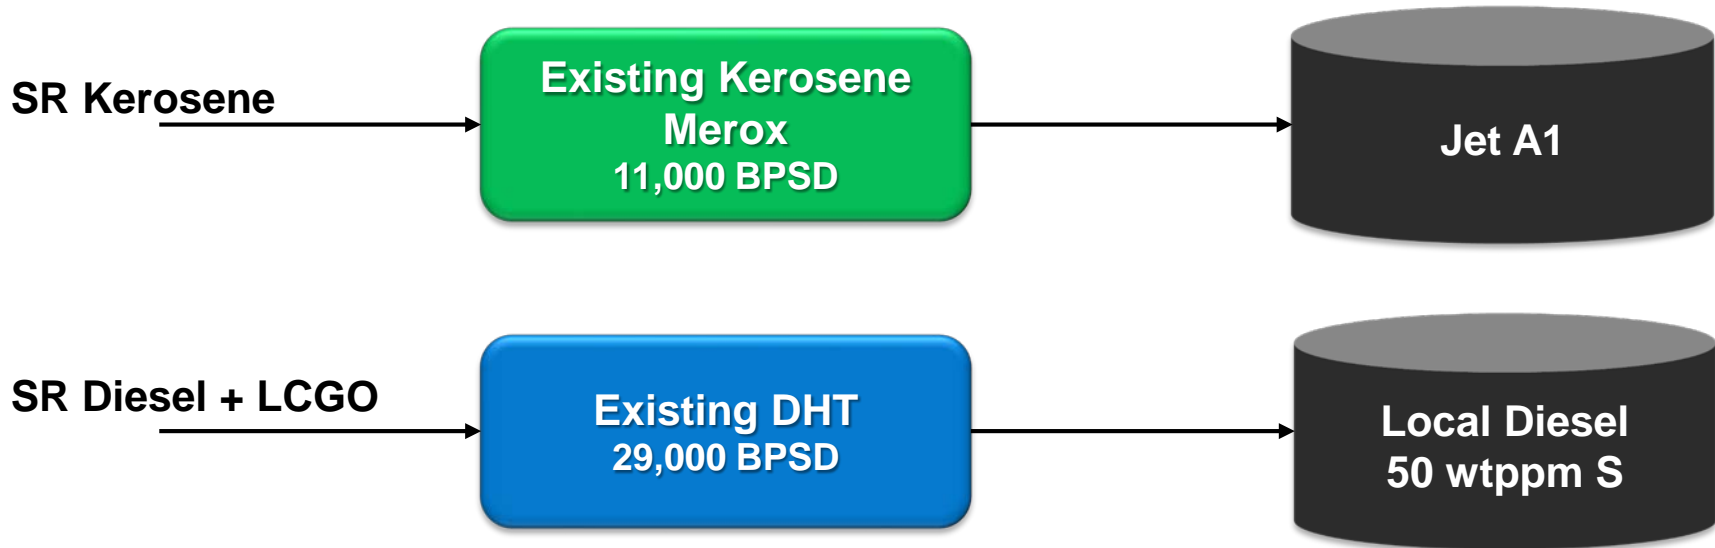 SR Kerosene
Existing Kerosene
Merox
11,000 BPSD
Jet A1
SR Diesel + LCGO
Existing DHT
29,000 BPSD
Local Diesel
50 wtppm S